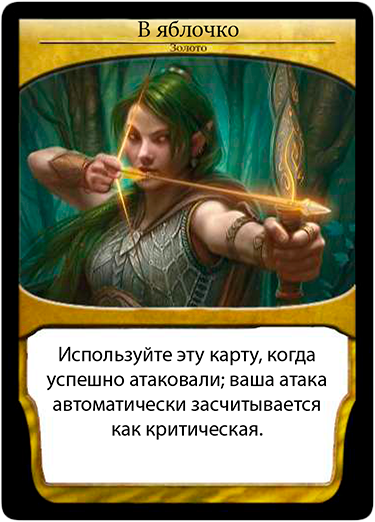 В яблочко
Золото
Используйте эту карту, когда
успешно атаковали; ваша атака
автоматически засчитывается
как критическая.